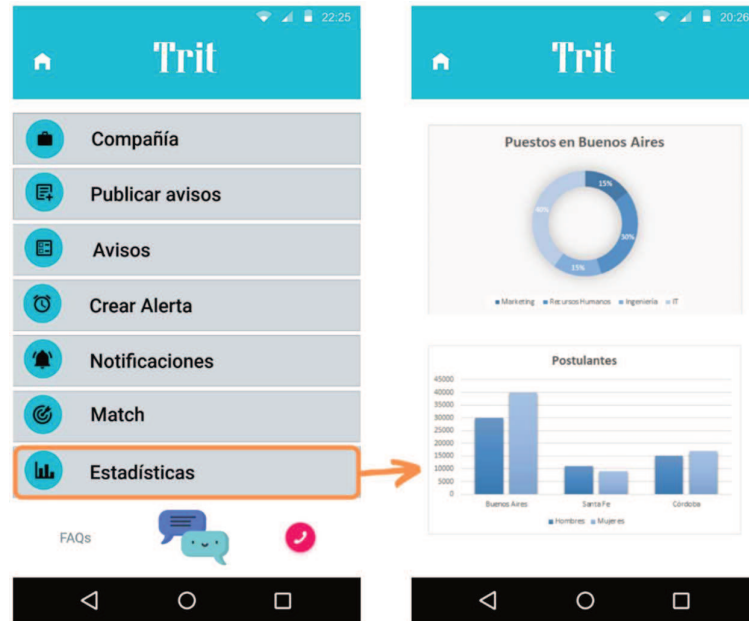 22:25
Trit
Compañía
Publicar avisos
Avisos
Crear Alerta
Notificaciones
Match
Estadísticas
FAQs
20:26
Trit
Puestos en Buenos Aires
15%
40%
30%
15%
Marketing Recursos Humanos Ingeniería IT
Postulantes
45000
40000
35000
30000
25000
20000
15000
10000
5000
0
Buenos Aires Santa Fe Córdoba
Hombres Mujeres